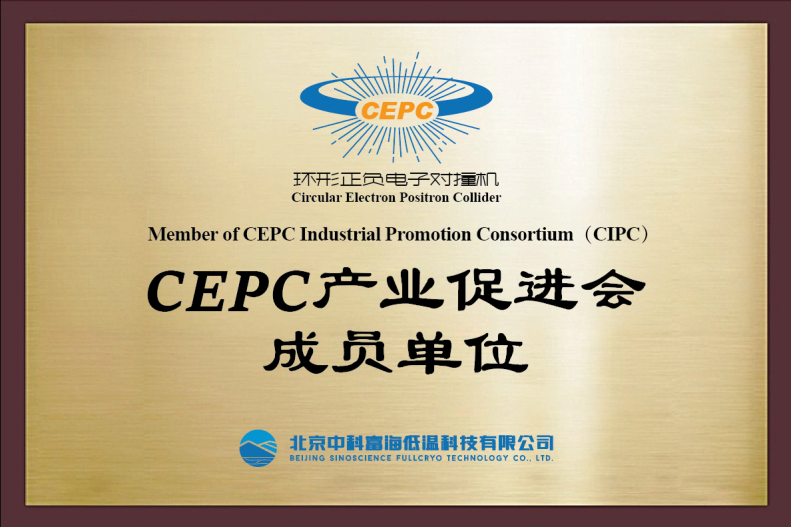 CEPC
环形正负电子对撞机
Circular Electron Positron Collider
Member of CEPC Industrial Promotion Consortium（CIPC）
CEPC产业促进会
成员单位
北京中科富海低温科技有限公司
BEIJING SINOSCIENCE FULLCRYO TECHNOLOGY CO., LTD.